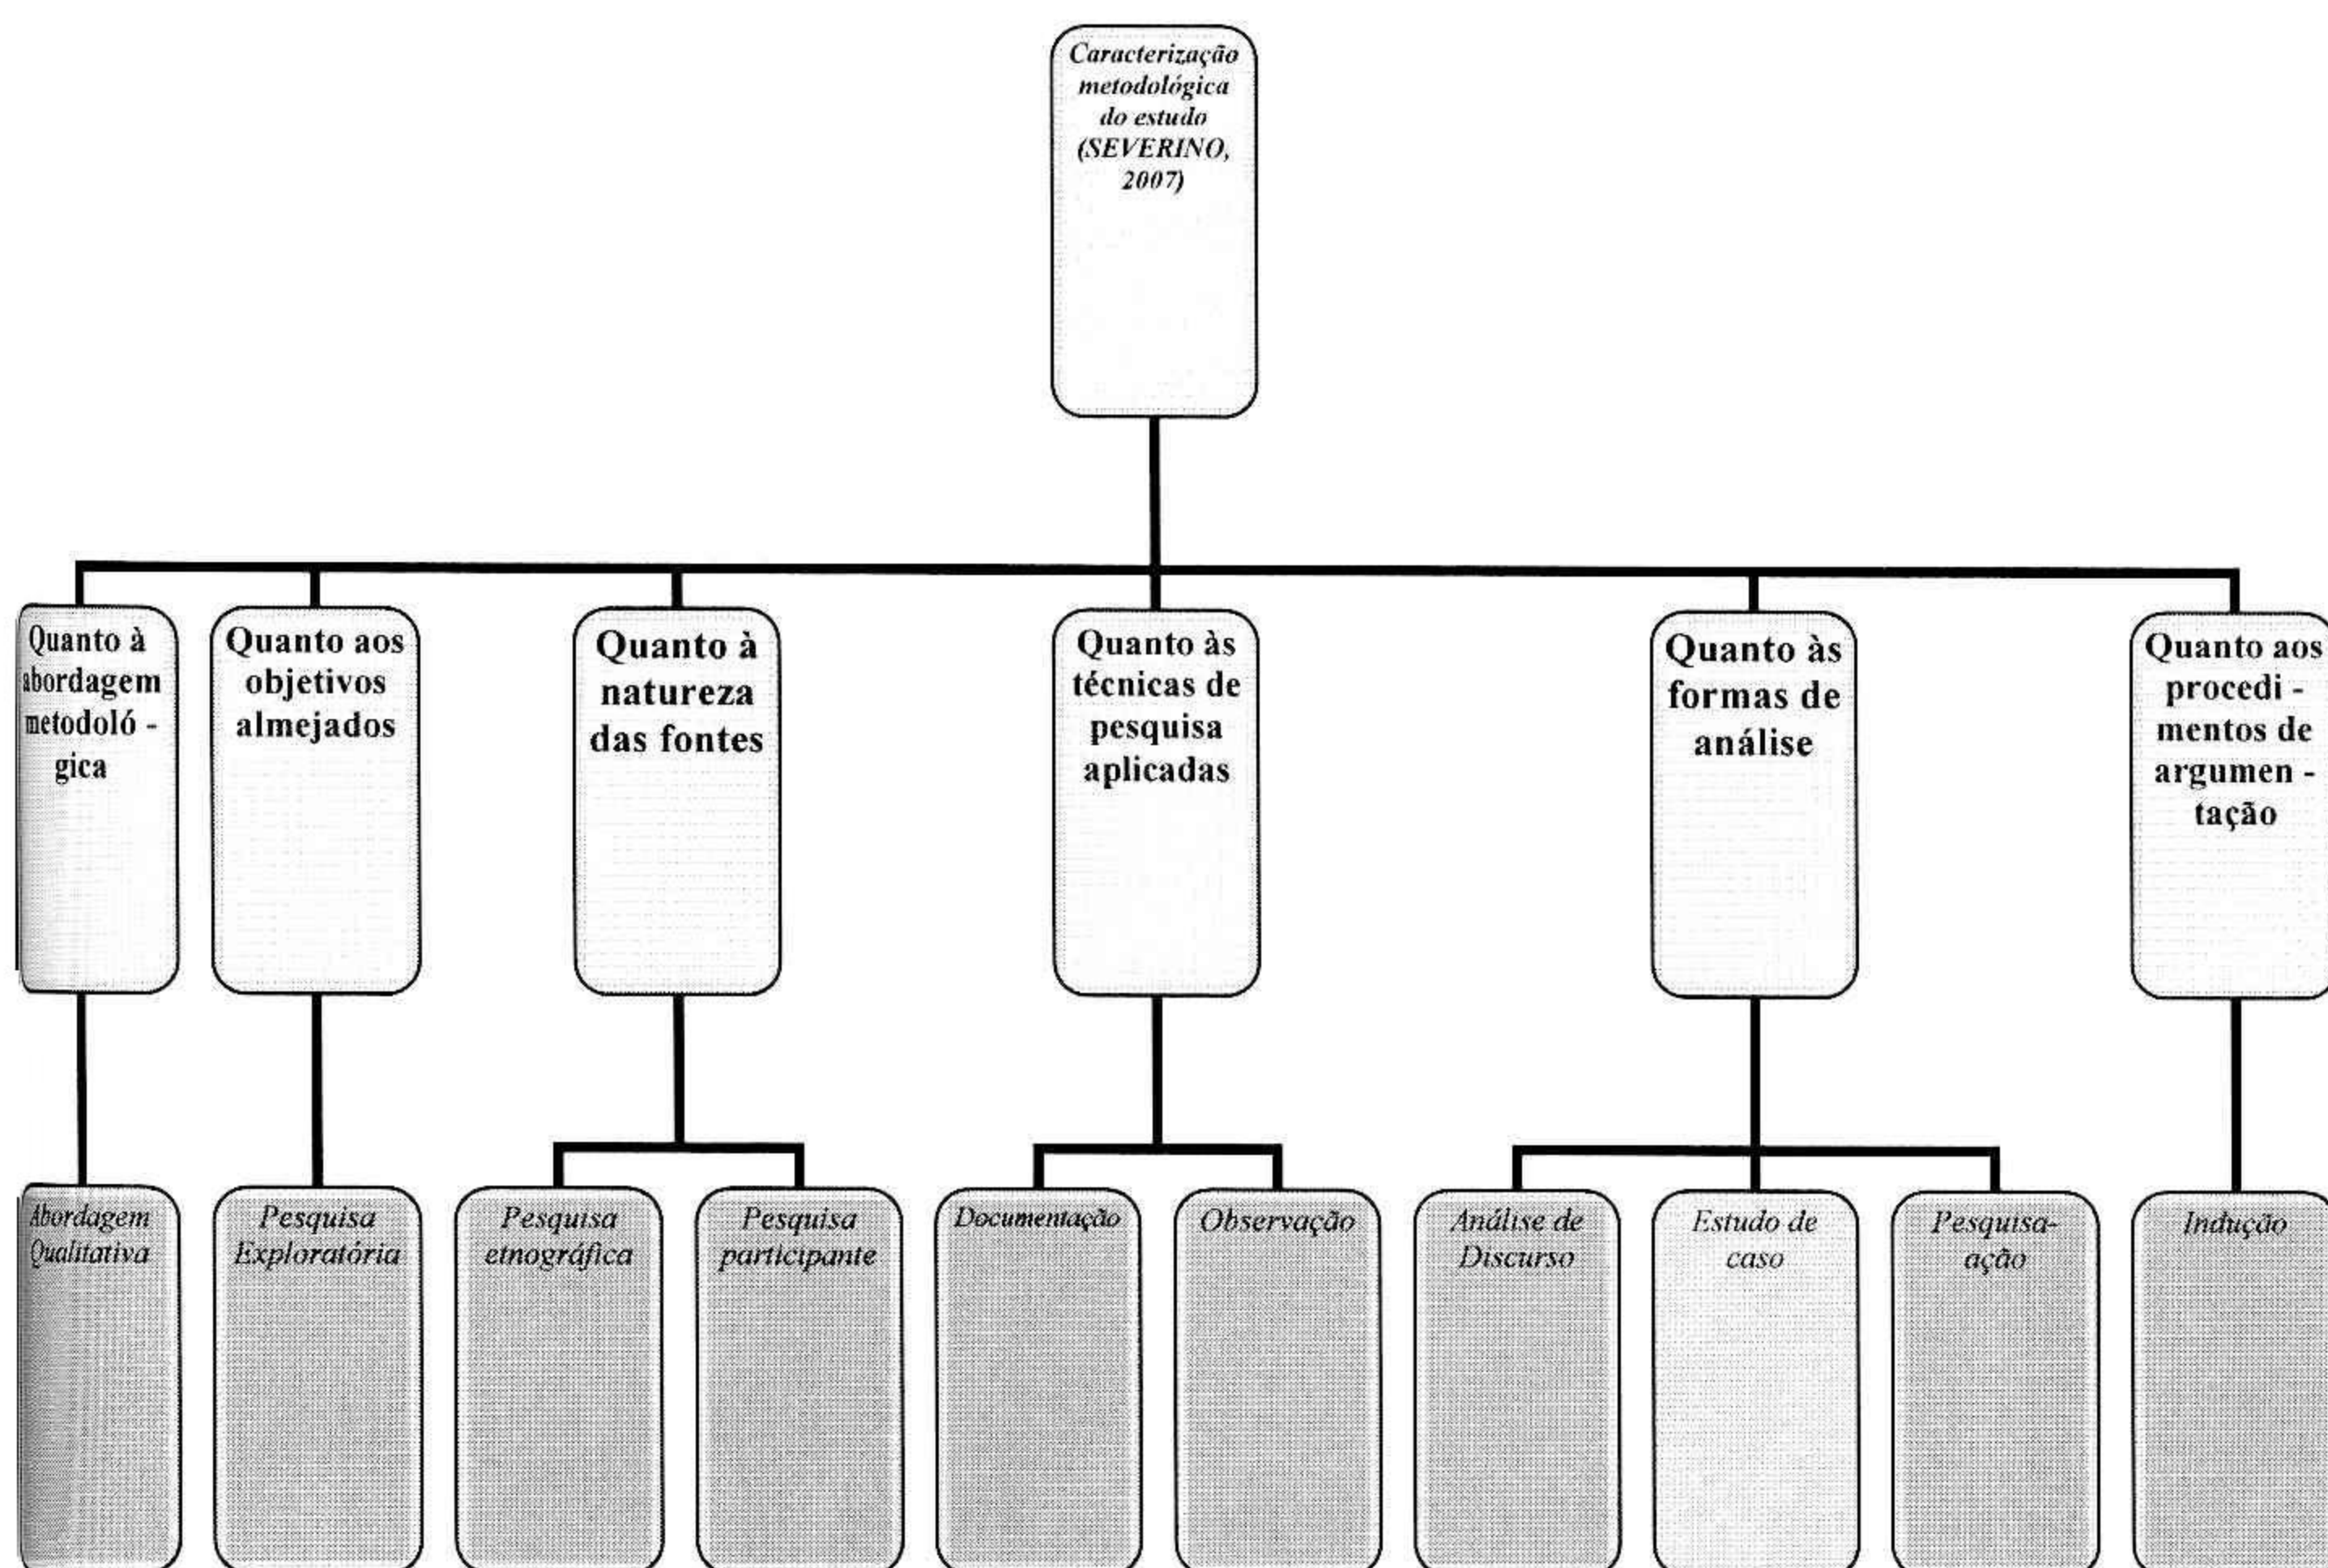 Caracterização
metodológica
do estudo
(SEVERINO,
2007)
Quanto à
abordagem
metodoló -
gica
Quanto aos
objetivos
almejados
Quanto à
natureza
das fontes
Quanto às
técnicas de
pesquisa
aplicadas
Quanto às
formas de
análise
Quanto aos
procedi -
mentos de
argumen -
tação
Abordagem
Qualitativa
Pesquisa
Exploratória
Pesquisa
etnográfica
Pesquisa
participante
Documentação
Observação
Análise de
Discurso
Estudo de
caso
Pesquisa-
ação
Indução